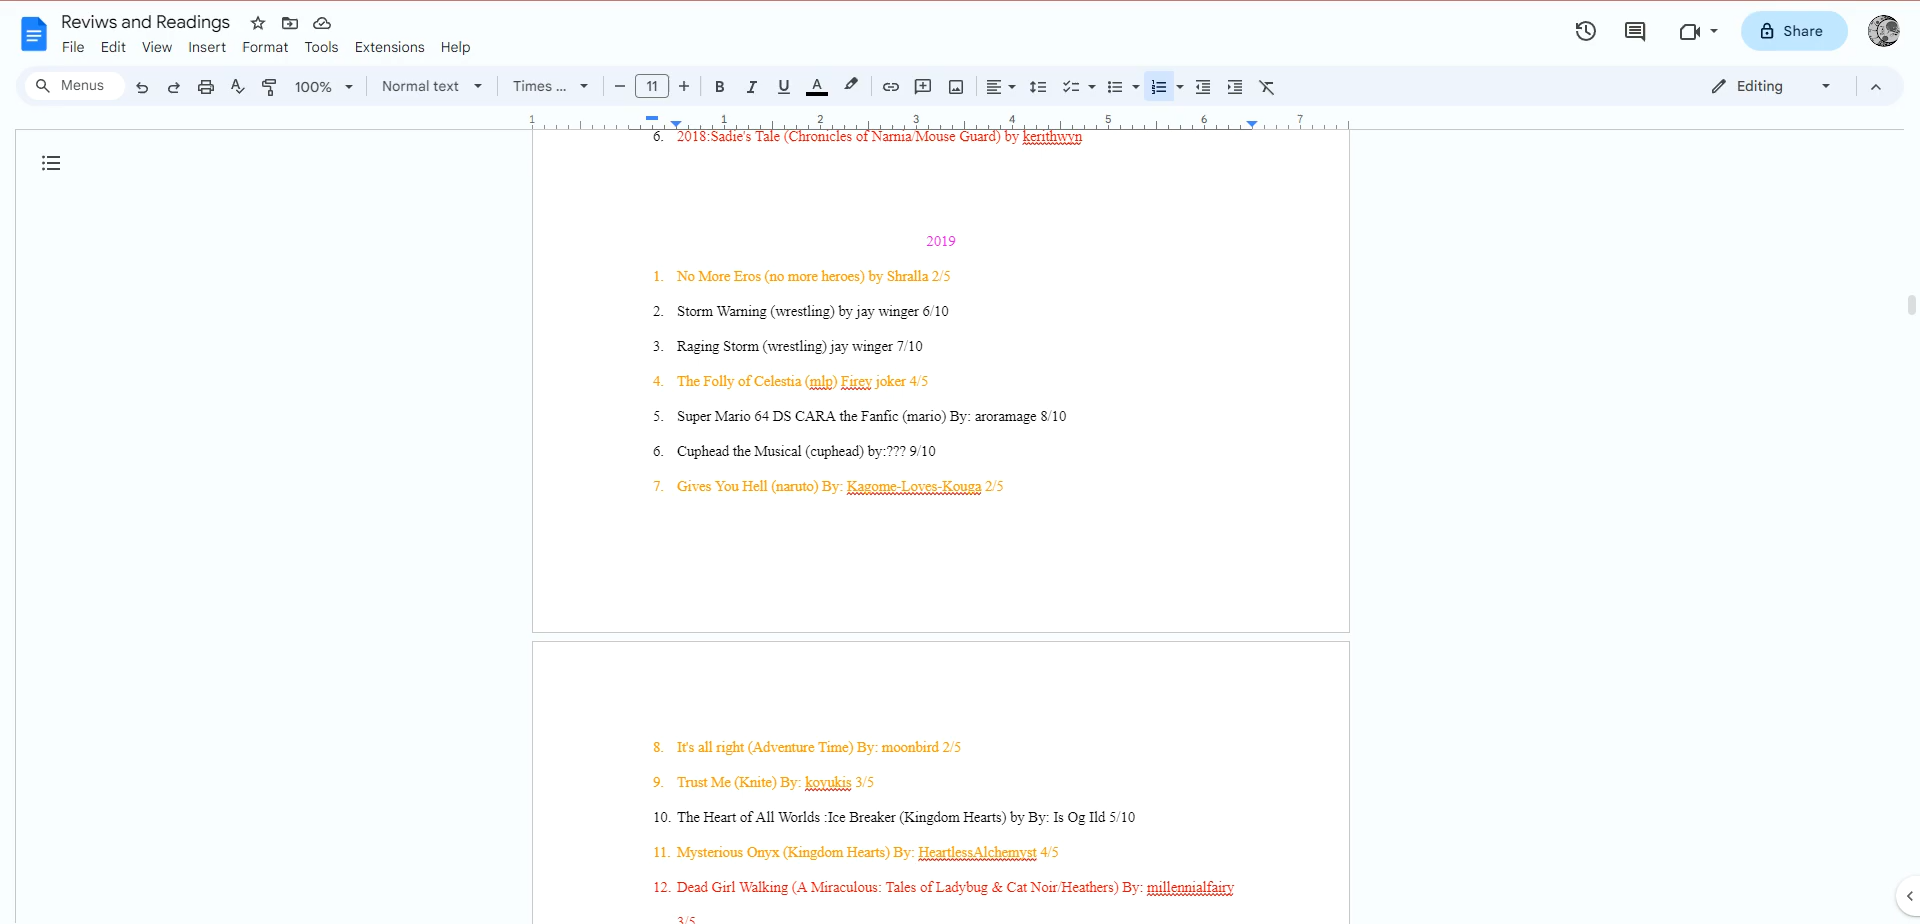 Reviws and Readings
File Edit View Insert Format Tools Extensions Help
Share
Menus 100% Normal text Times ... 11 Editing
1 1 2 3 4 5 6 7
6. 2018:Sadie's Tale (Chronicles of Narnia/Mouse Guard) by kerithwyn
2019
1. No More Eros (no more heroes) by Shralla 2/5
2. Storm Warning (wrestling) by jay winger 6/10
3. Raging Storm (wrestling) jay winger 7/10
4. The Folly of Celestia (mlp) Firey joker 4/5
5. Super Mario 64 DS CARA the Fanfic (mario) By: aroramage 8/10
6. Cuphead the Musical (cuphead) by:??? 9/10
7. Gives You Hell (naruto) By: Kagome-Loves-Kouga 2/5
8. It's all right (Adventure Time) By: moonbird 2/5
9. Trust Me (Knite) By: koyukis 3/5
10. The Heart of All Worlds :Ice Breaker (Kingdom Hearts) by By: Is Og Ild 5/10
11. Mysterious Onyx (Kingdom Hearts) By: HeartlessAlchemyst 4/5
12. Dead Girl Walking (A Miraculous: Tales of Ladybug & Cat Noir/Heathers) By: millennialfairy
3/5